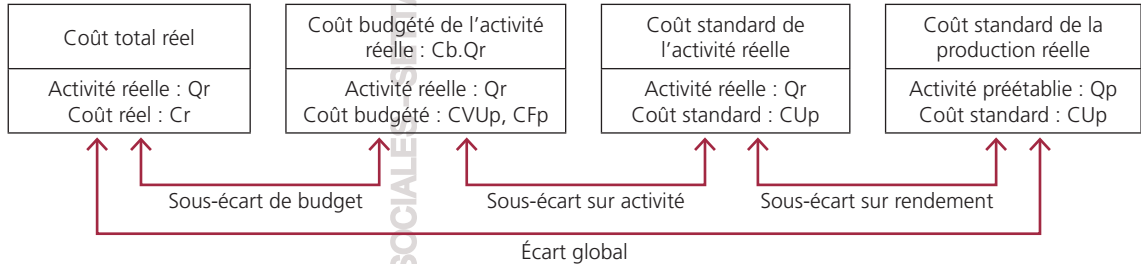 Coût total réel
Activité réelle : Qr
Coût réel : Cr
Coût budgété de l’activité
réelle : Cb.Qr
Activité réelle : Qr
Coût budgété : CVUp, CFp
Coût standard de
l’activité réelle
Activité réelle : Qr
Coût standard : CUp
Coût standard de la
production réelle
Activité préétablie : Qp
Coût standard : CUp
Sous-écart de budget
Sous-écart sur activité
Sous-écart sur rendement
Écart global
SOCIALES